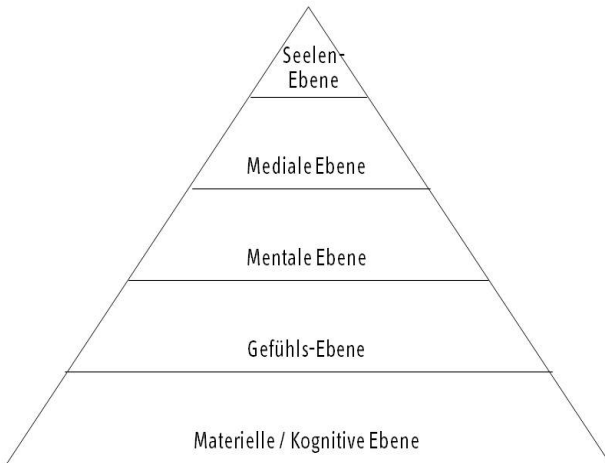 Seelen-
Ebene
Mediale Ebene
Mentale Ebene
Gefühls-Ebene
Materielle / Kognitive Ebene